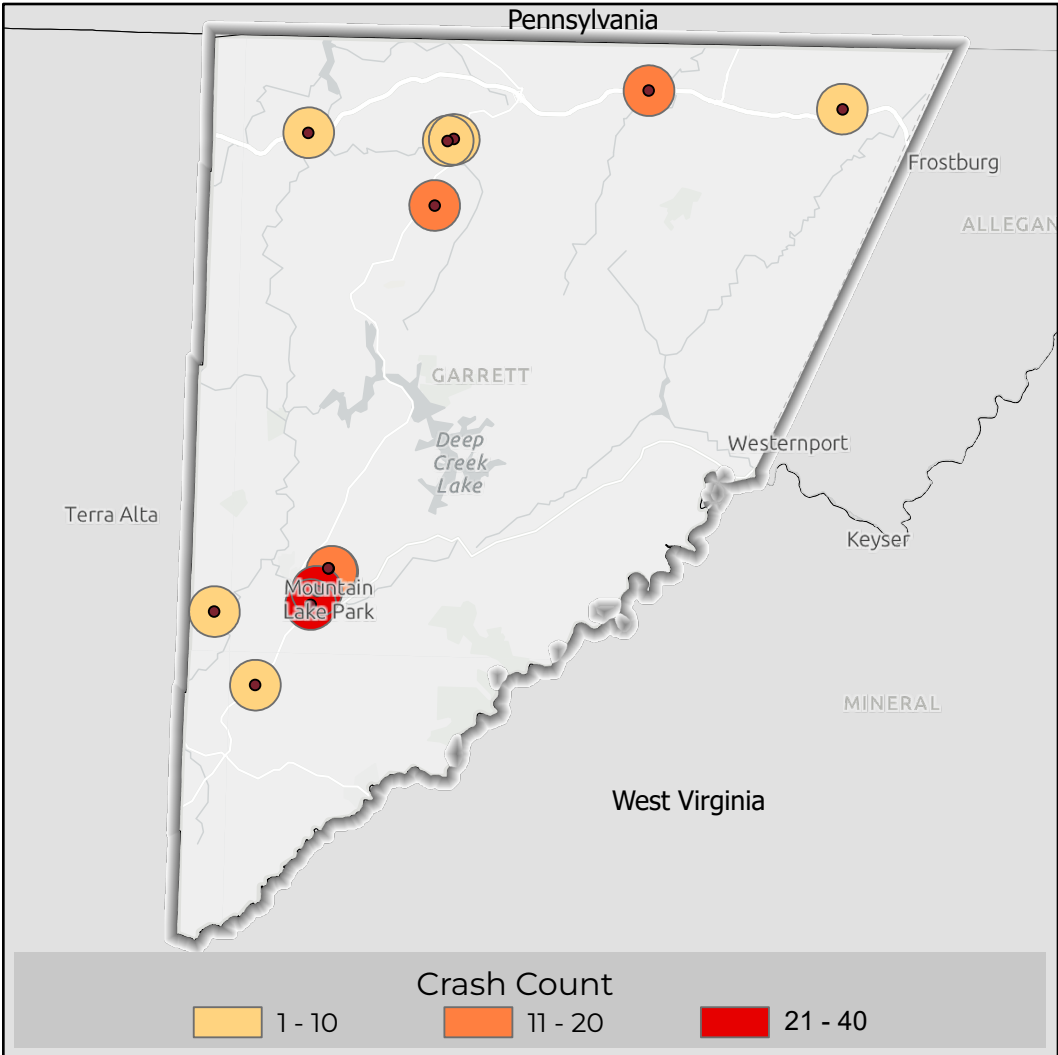 Pennsylvania
Frostburg
ALLEGAN
GARRETT
Deep
Creek
Lake
Westernport
Terra Alta
Keyser
Mountain
Lake Park
MINERAL
West Virginia
Crash Count
1 - 10
11 - 20
21 - 40